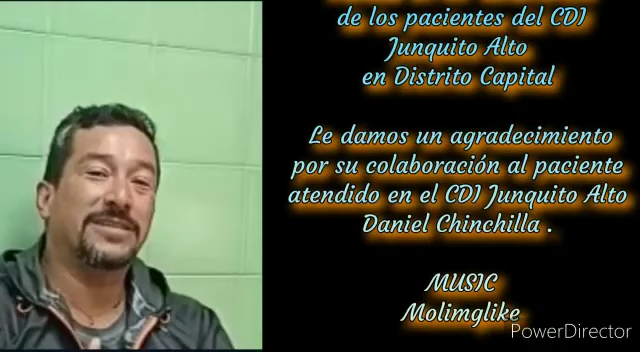 de los pacientes del CDI
Junquito Alto
en Distrito Capital
Le damos un agradecimiento
por su colaboración al paciente
atendido en el CDI Junquito Alto
Daniel Chinchilla .
MUSIC
Molimglike
PowerDirector